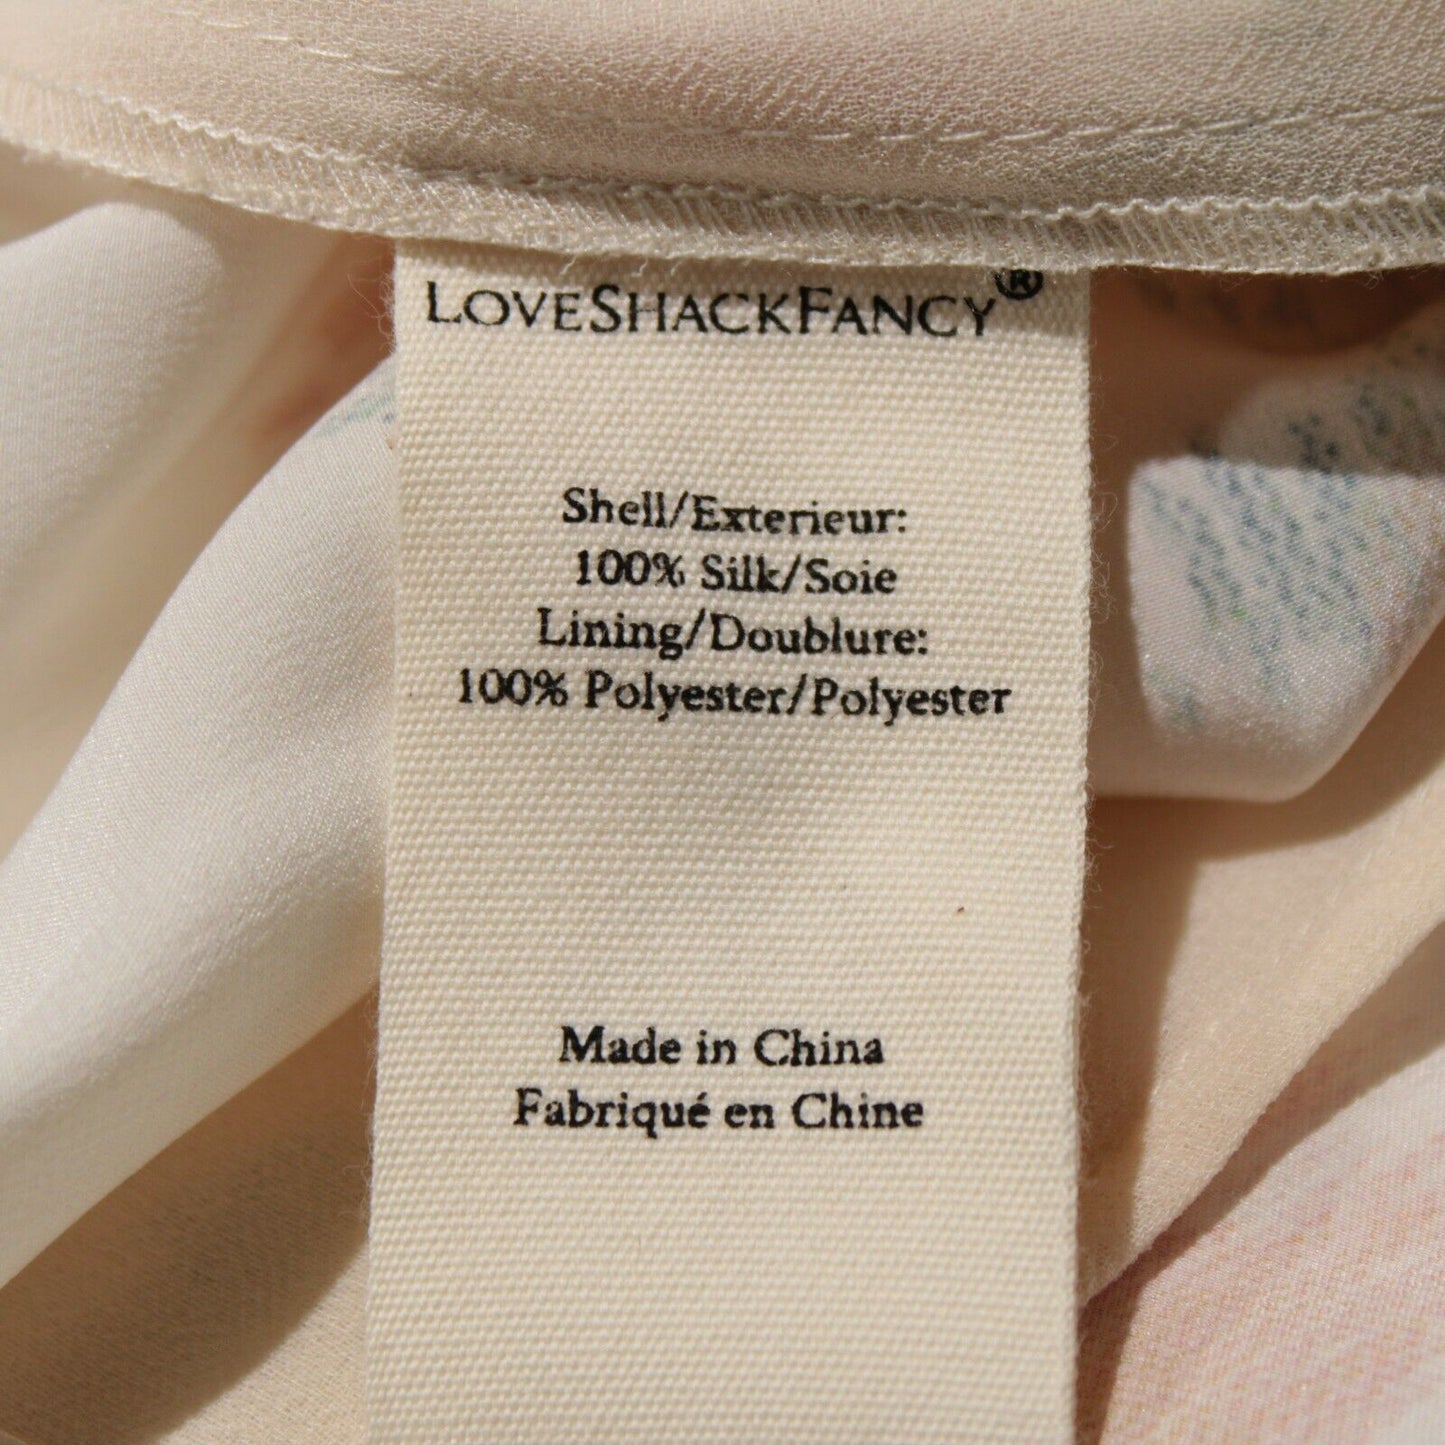 LOVESHACKFANCY®
Shell/Exterieur:
100% Silk/Soie
Lining/Doublure:
100% Polyester/Polyester
Made in China
Fabriqué en Chine